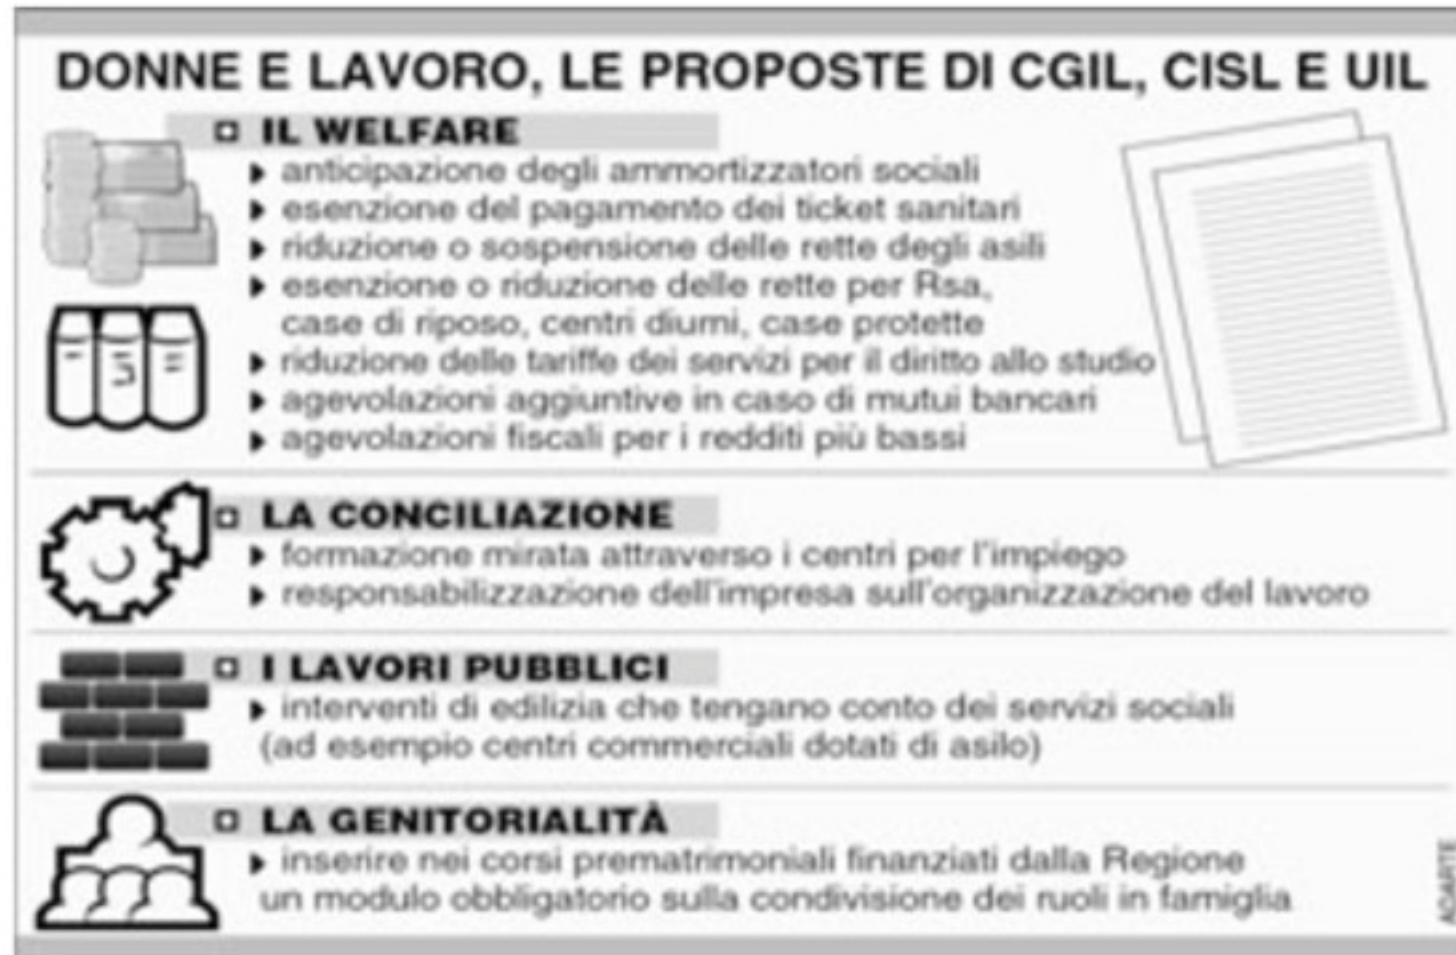 DONNE E LAVORO, LE PROPOSTE DI CGIL, CISL E UIL
IL WELFARE
anticipazione degli ammortizzatori sociali
esenzione del pagamento dei ticket sanitari
riduzione o sospensione delle rette degli asili
esenzione o riduzione delle rette per Rsa,
case di riposo, centri diurni, case protette
riduzione delle tariffe dei servizi per il diritto allo studio
agevolazioni aggiuntive in caso di mutui bancari
agevolazioni fiscali per i redditi più bassi
LA CONCILIAZIONE
formazione mirata attraverso i centri per l'impiego
responsabilizzazione dell'impresa sull'organizzazione del lavoro
I LAVORI PUBBLICI
interventi di edilizia che tengano conto dei servizi sociali
(ad esempio centri commerciali dotati di asilo)
LA GENITORIALITÀ
inserire nei corsi prematrimoniali finanziati dalla Regione
un modulo obbligatorio sulla condivisione dei ruoli in famiglia